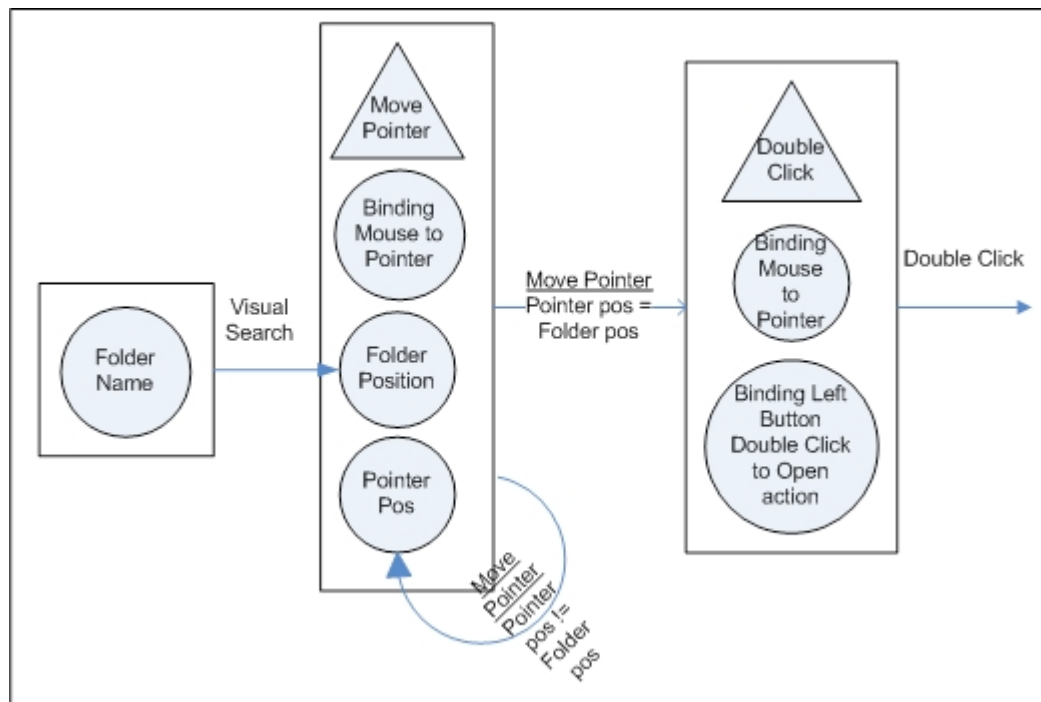 Folder
Name
Visual
Search
Move
Pointer
Binding
Mouse to
Pointer
Folder
Position
Pointer
Pos
Move Pointer
Pointer pos =
Folder pos
Move
Pointer
Pointer
pos !=
Folder
pos
Double
Click
Binding
Mouse
to
Pointer
Binding Left
Button
Double Click
to Open
action
Double Click